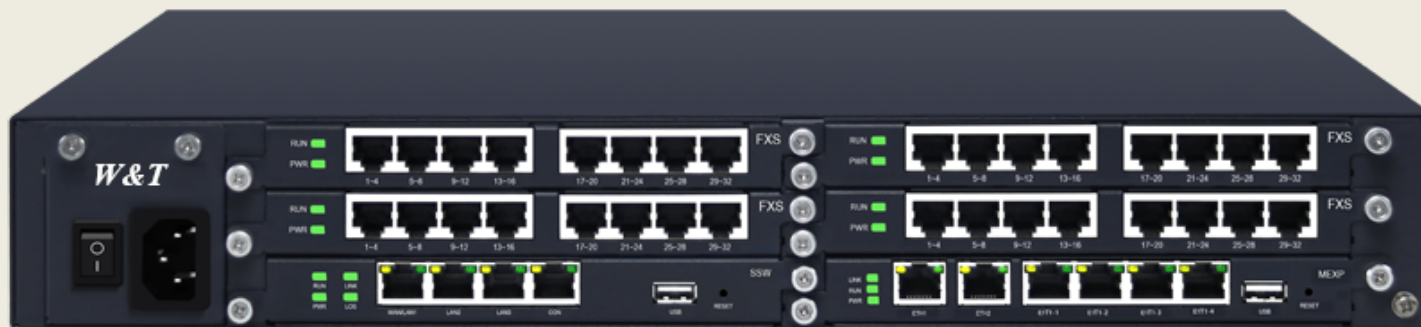 W&T
RUN
PWR
1~4 5~8 9~12 13~16 17~20 21~24 25~28 29~32
FXS
RUN
PWR
1~4 5~8 9~12 13~16 17~20 21~24 25~28 29~32
FXS
RUN
PWR
1~4 5~8 9~12 13~16 17~20 21~24 25~28 29~32
FXS
RUN
PWR
1~4 5~8 9~12 13~16 17~20 21~24 25~28 29~32
FXS
SSW
RUN LINK
PWR LOS
WAN/LAN1 LAN2 LAN3 CON USB RESET
MEXP
LINK
RUN
PWR
ETH1 ETH2 E1/T1-1 E1/T1-2 E1/T1-3 E1/T1-4 USB RESET